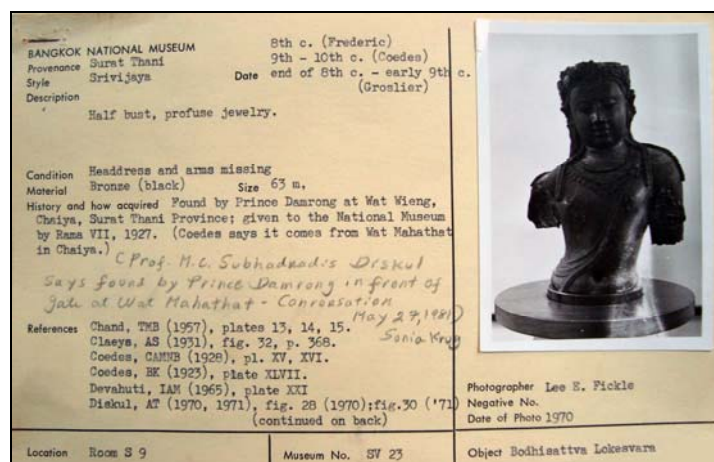 BANGKOK NATIONAL MUSEUM
Provenance Surat Thani
Style Srivijaya
Date 8th c. (Frederic)
9th - 10th c. (Coedes)
end of 8th c. - early 9th c.
(Groslier)
Description
Half bust, profuse jewelry.
Condition Headdress and arms missing
Material Bronze (black) Size 63 m.
History and how acquired Found by Prince Damrong at Wat Wieng,
Chaiya, Surat Thani Province; given to the National Museum
by Rama VII, 1927. (Coedes says it comes from Wat Mahathat
in Chaiya.)
(Prof. M.C. Subhadradis Diskul
Says found by Prince Damrong in front of
gate at Wat Mahathat - Conversation
May 27, 1981)
Sonia Krug
References Chand, TMB (1957), plates 13, 14, 15.
Claeys, AS (1931), fig. 32, p. 368.
Coedes, CAMNB (1928), pl. XV, XVI.
Coedes, BK (1923), plate XLVII.
Devahuti, IAM (1965), plate XXI
Diskul, AT (1970, 1971), fig. 28 (1970);fig.30 ('71)
(continued on back)
Photographer Lee E. Fickle
Negative No.
Date of Photo 1970
Location Room S 9
Museum No. SV 23
Object Bodhisattva Lokesvara